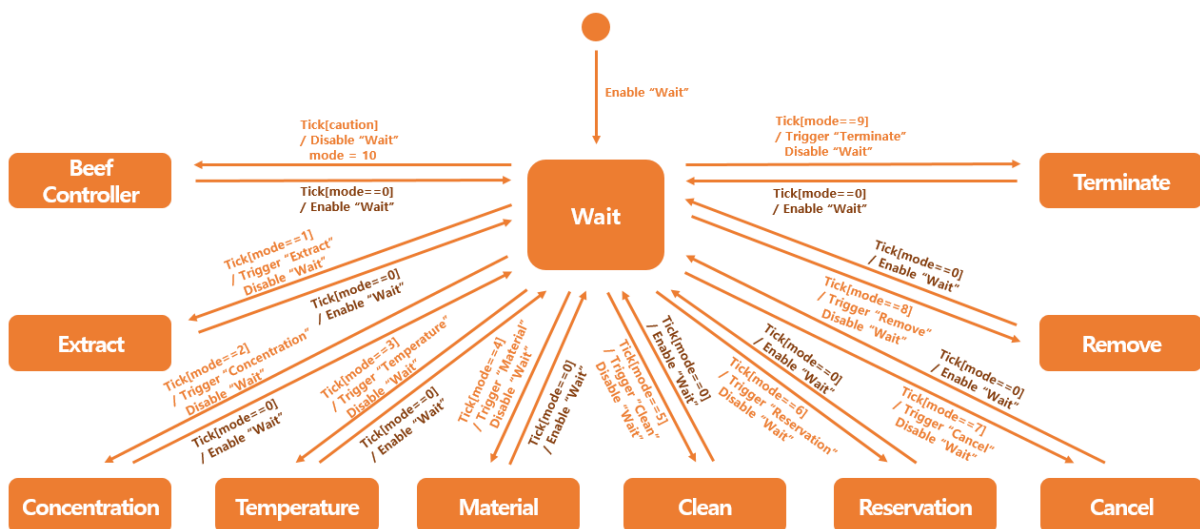 Enable “Wait”
Tick[caution]
/ Disable “Wait”
mode = 10
Tick[mode==9]
/ Trigger “Terminate”
Disable “Wait”
Beef
Controller
Tick[mode==0]
/ Enable “Wait”
Wait
Tick[mode==0]
/ Enable “Wait”
Terminate
Tick[mode==1]
/ Trigger “Extract”
Disable “Wait”
Tick[mode==0]
/ Enable “Wait”
Tick[mode==0]
/ Enable “Wait”
Tick[mode==8]
/ Trigger “Remove”
Disable “Wait”
Extract
Remove
Tick[mode==2]
/ Trigger “Concentration”
Disable “Wait”
Tick[mode==0]
/ Enable “Wait”
Tick[mode==3]
/ Trigger “Temperature”
Disable “Wait”
Tick[mode==0]
/ Enable “Wait”
Tick[mode==4]
/ Trigger “Material”
Disable “Wait”
Tick[mode==0]
/ Enable “Wait”
Tick[mode==5]
/ Trigger “Clean”
Disable “Wait”
Tick[mode==0]
/ Enable “Wait”
Tick[mode==6]
/ Trigger “Reservation”
Disable “Wait”
Tick[mode==0]
/ Enable “Wait”
Tick[mode==7]
/ Trigger “Cancel”
Disable “Wait”
Tick[mode==0]
/ Enable “Wait”
Concentration
Temperature
Material
Clean
Reservation
Cancel